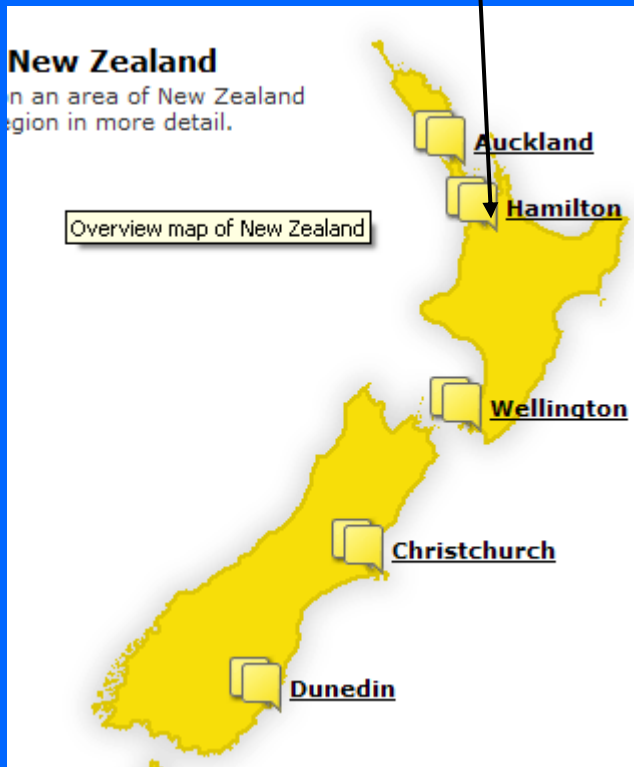 New Zealand
on an area of New Zealand
egion in more detail.
Auckland
Hamilton
Overview map of New Zealand
Wellington
Christchurch
Dunedin